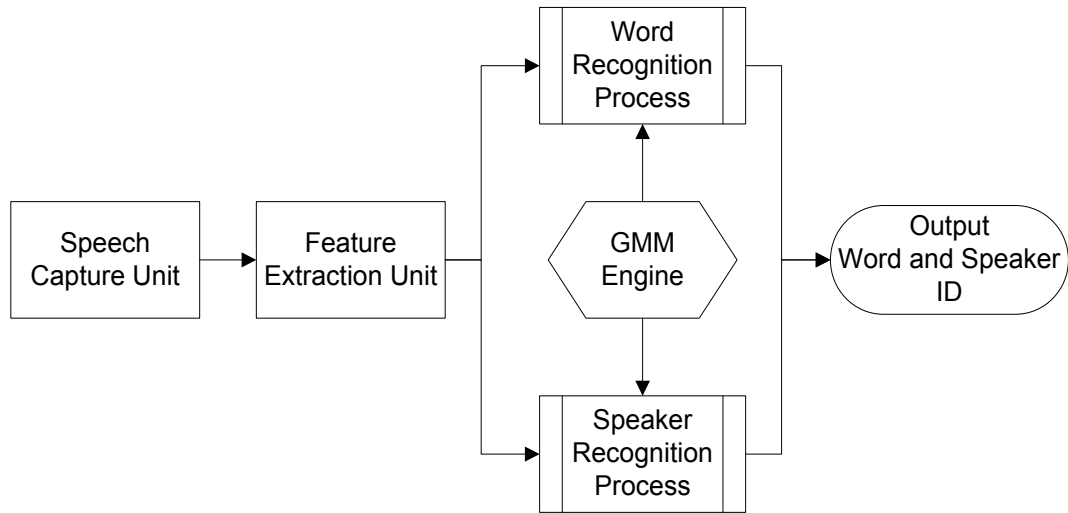 Word
Recognition
Process
Speech
Capture Unit
Feature
Extraction Unit
GMM
Engine
Output
Word and Speaker
ID
Speaker
Recognition
Process